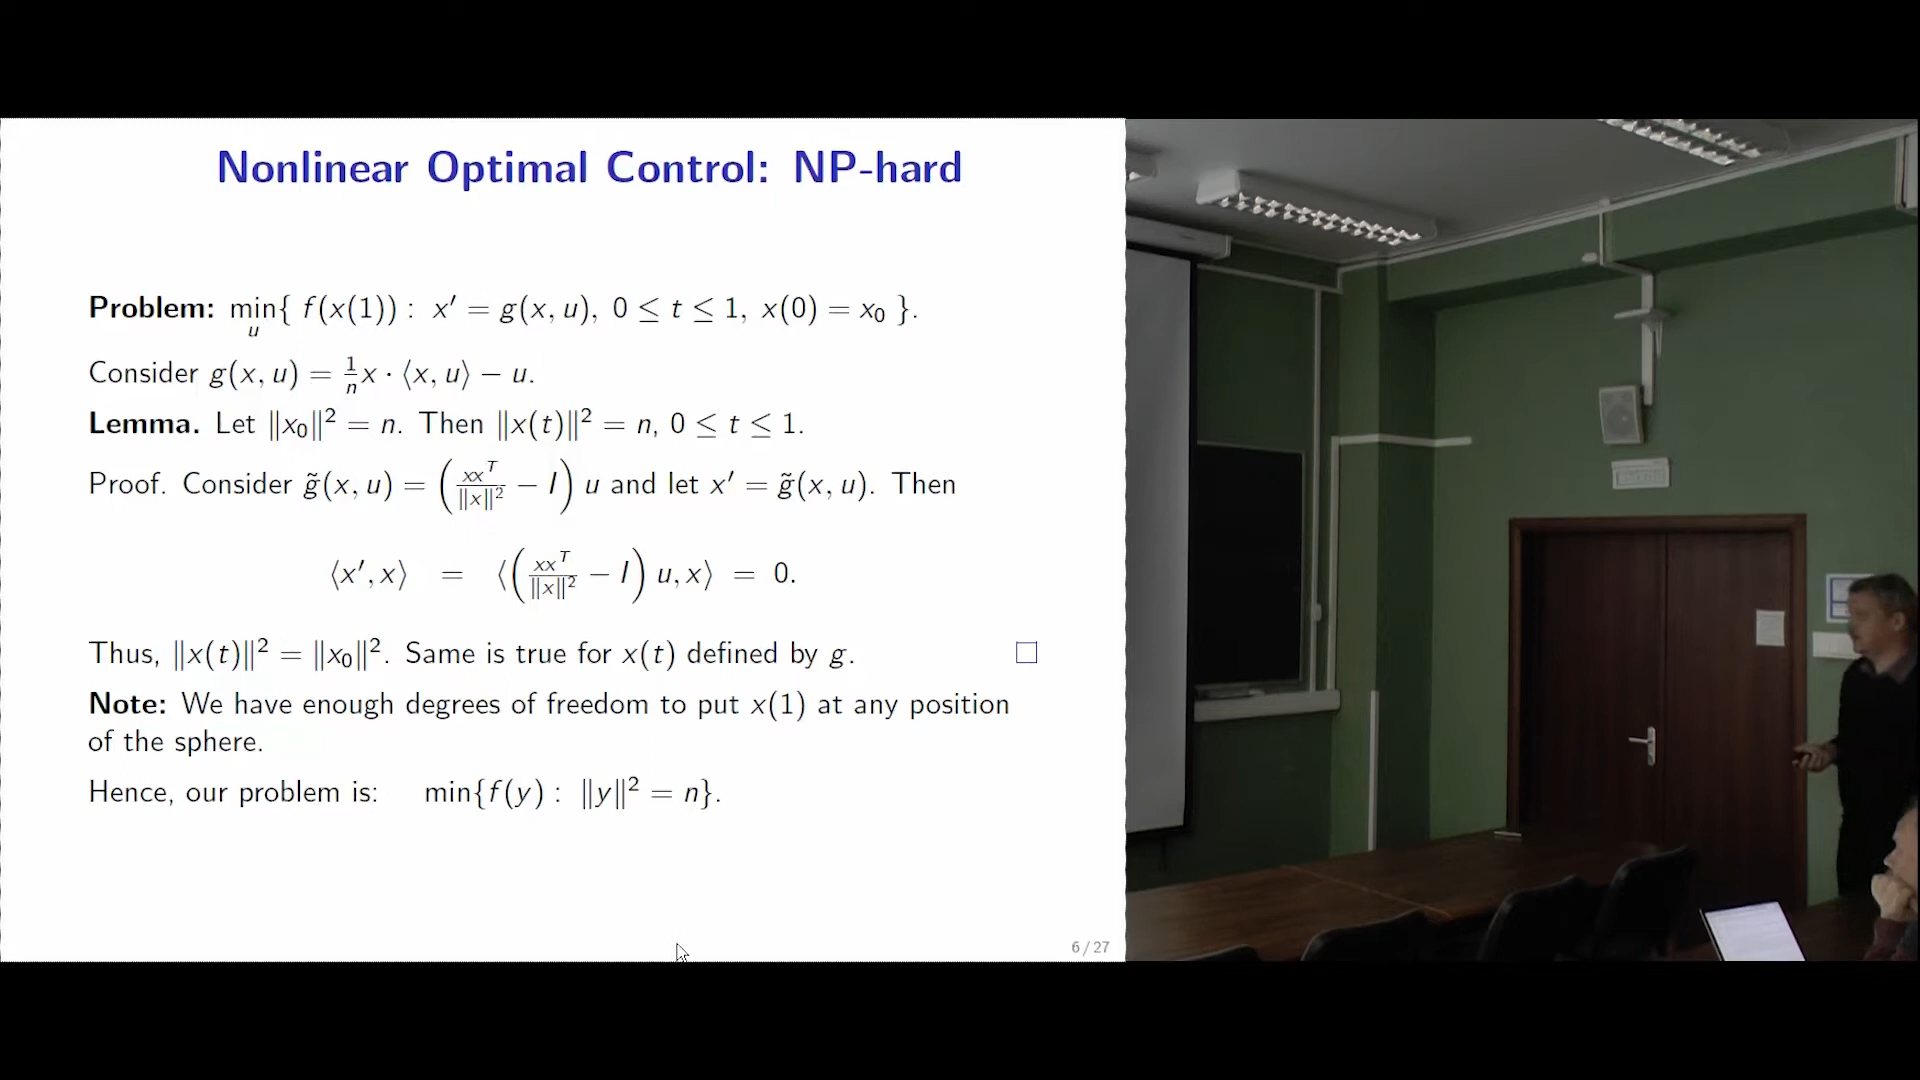 Nonlinear Optimal Control: NP-hard
Problem: min_u{ f(x(1)) : x′ = g(x, u), 0 ≤ t ≤ 1, x(0) = x₀ }.
Consider g(x, u) = 1/n x · ⟨x, u⟩ − u.
Lemma. Let ‖x₀‖² = n. Then ‖x(t)‖² = n, 0 ≤ t ≤ 1.
Proof. Consider g̃(x, u) = (xxᵀ/‖x‖² − I) u and let x′ = g̃(x, u). Then
⟨x′, x⟩ = ⟨(xxᵀ/‖x‖² − I) u, x⟩ = 0.
Thus, ‖x(t)‖² = ‖x₀‖². Same is true for x(t) defined by g. □
Note: We have enough degrees of freedom to put x(1) at any position
of the sphere.
Hence, our problem is: min{f(y) : ‖y‖² = n}.
6 / 27